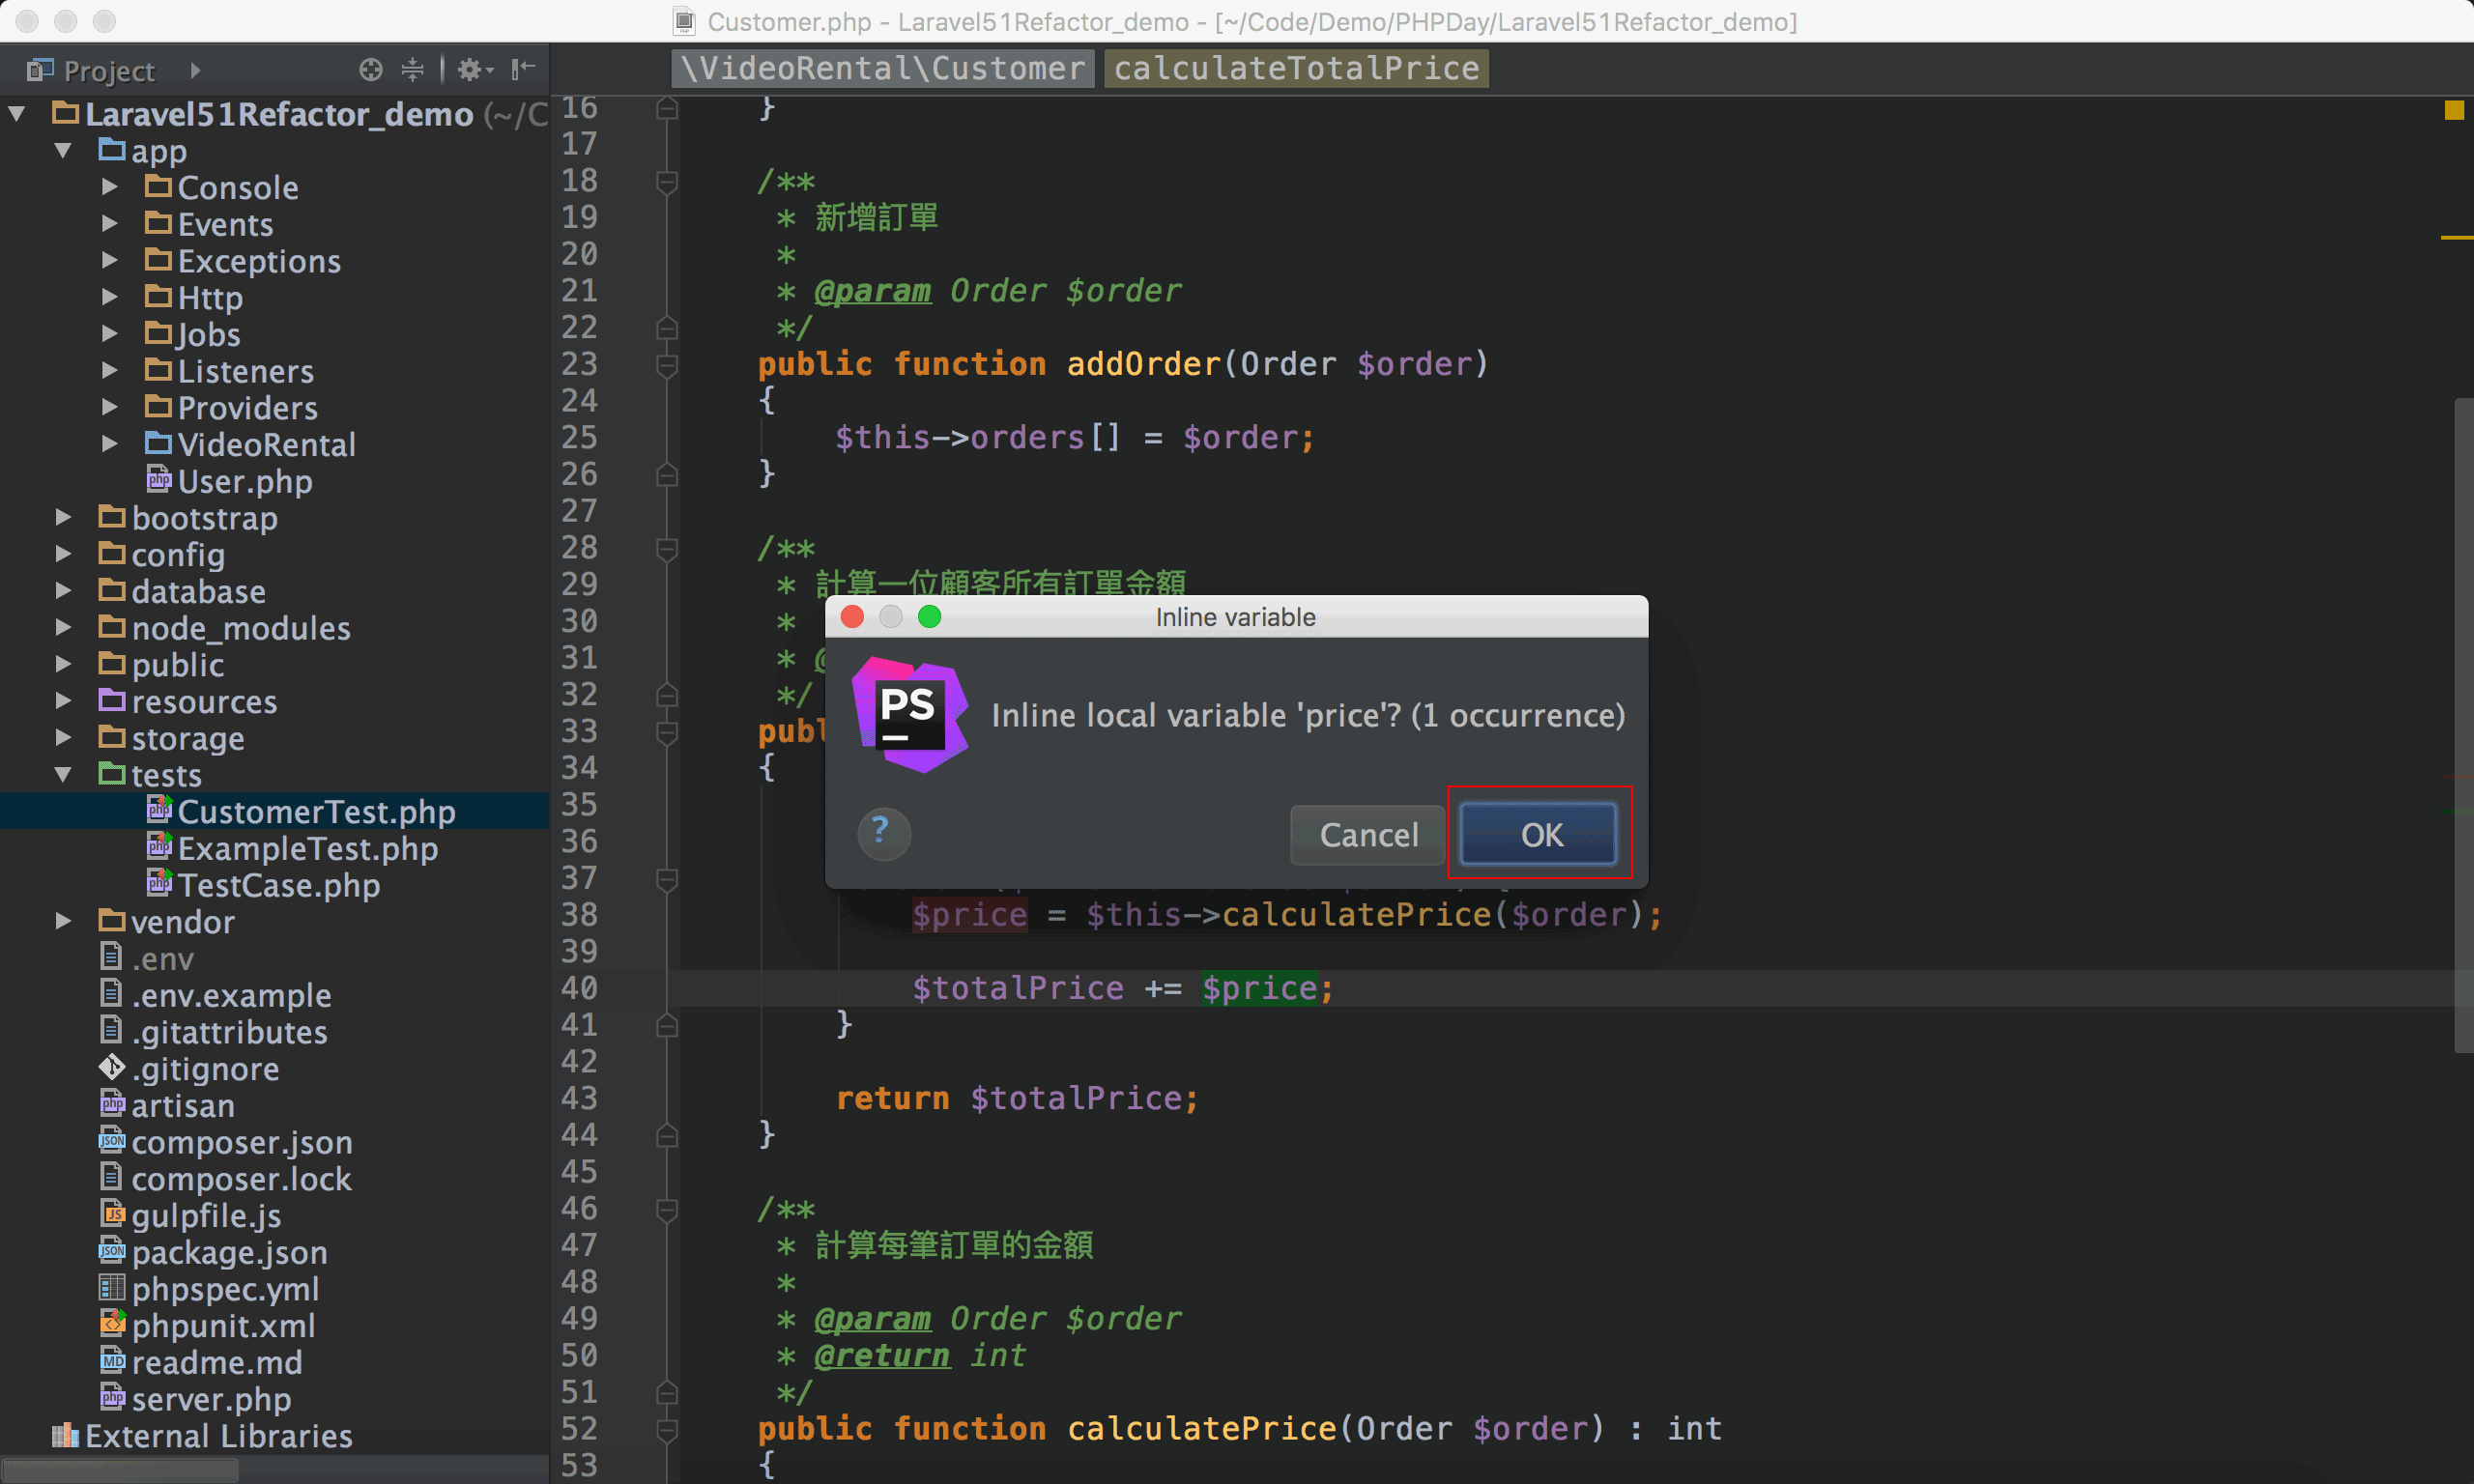 Customer.php - Laravel51Refactor_demo - [~/Code/Demo/PHPDay/Laravel51Refactor_demo]
Project
\VideoRental\Customer calculateTotalPrice
Laravel51Refactor_demo (~/C
app
Console
Events
Exceptions
Http
Jobs
Listeners
Providers
VideoRental
User.php
bootstrap
config
database
node_modules
public
resources
storage
tests
CustomerTest.php
ExampleTest.php
TestCase.php
vendor
.env
.env.example
.gitattributes
.gitignore
artisan
composer.json
composer.lock
gulpfile.js
package.json
phpspec.yml
phpunit.xml
readme.md
server.php
External Libraries
16 }
17
18 /**
19 * 新增訂單
20 *
21 * @param Order $order
22 */
23 public function addOrder(Order $order)
24 {
25 $this->orders[] = $order;
26 }
27
28 /**
29 * 計算一位顧客所有訂單金額
30 *
31 * @
32 */
33 publ
34 {
35
36
37
38 $price = $this->calculatePrice($order);
39
40 $totalPrice += $price;
41 }
42
43 return $totalPrice;
44 }
45
46 /**
47 * 計算每筆訂單的金額
48 *
49 * @param Order $order
50 * @return int
51 */
52 public function calculatePrice(Order $order) : int
53 {
Inline variable
PS
Inline local variable 'price'? (1 occurrence)
?
Cancel
OK